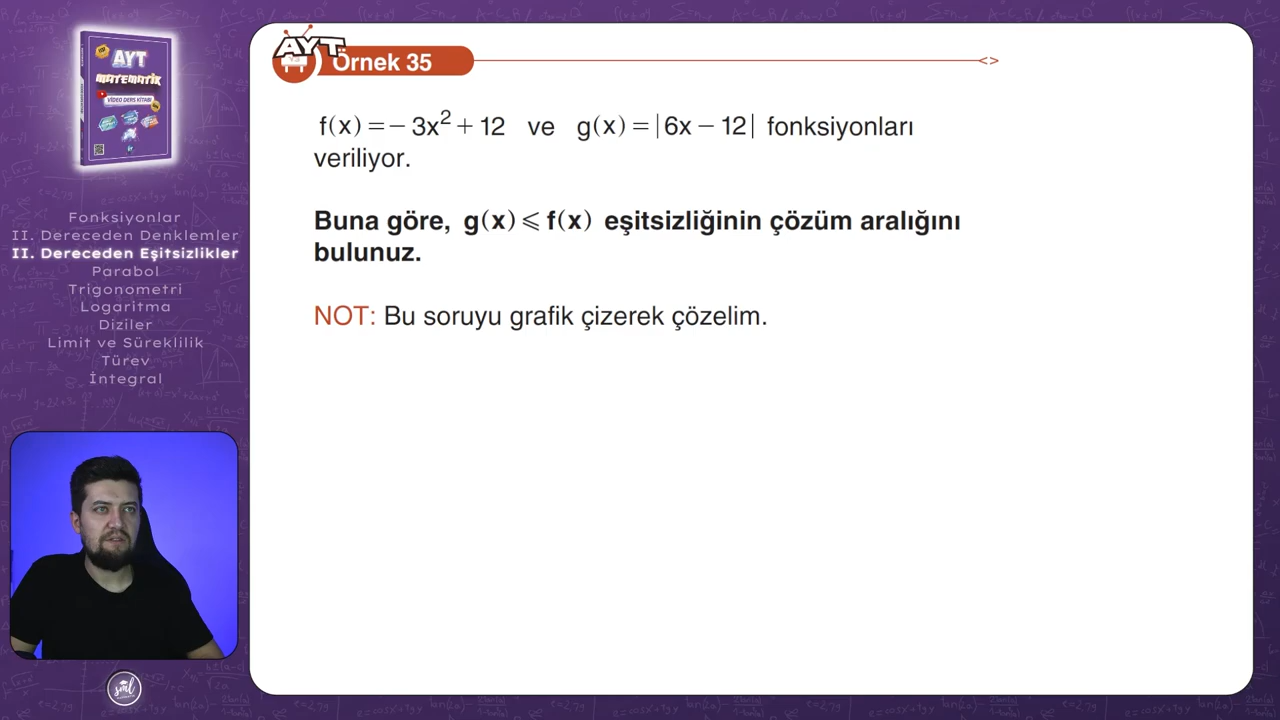 AYT
MATEMATİK
VİDEO DERS KİTABI
Fonksiyonlar
II. Dereceden Denklemler
II. Dereceden Eşitsizlikler
Parabol
Trigonometri
Logaritma
Diziler
Limit ve Süreklilik
Türev
İntegral
sml
AYT
Örnek 35
f(x) = − 3x² + 12 ve g(x) = |6x − 12| fonksiyonları
veriliyor.
Buna göre, g(x) ⩽ f(x) eşitsizliğinin çözüm aralığını
bulunuz.
NOT: Bu soruyu grafik çizerek çözelim.